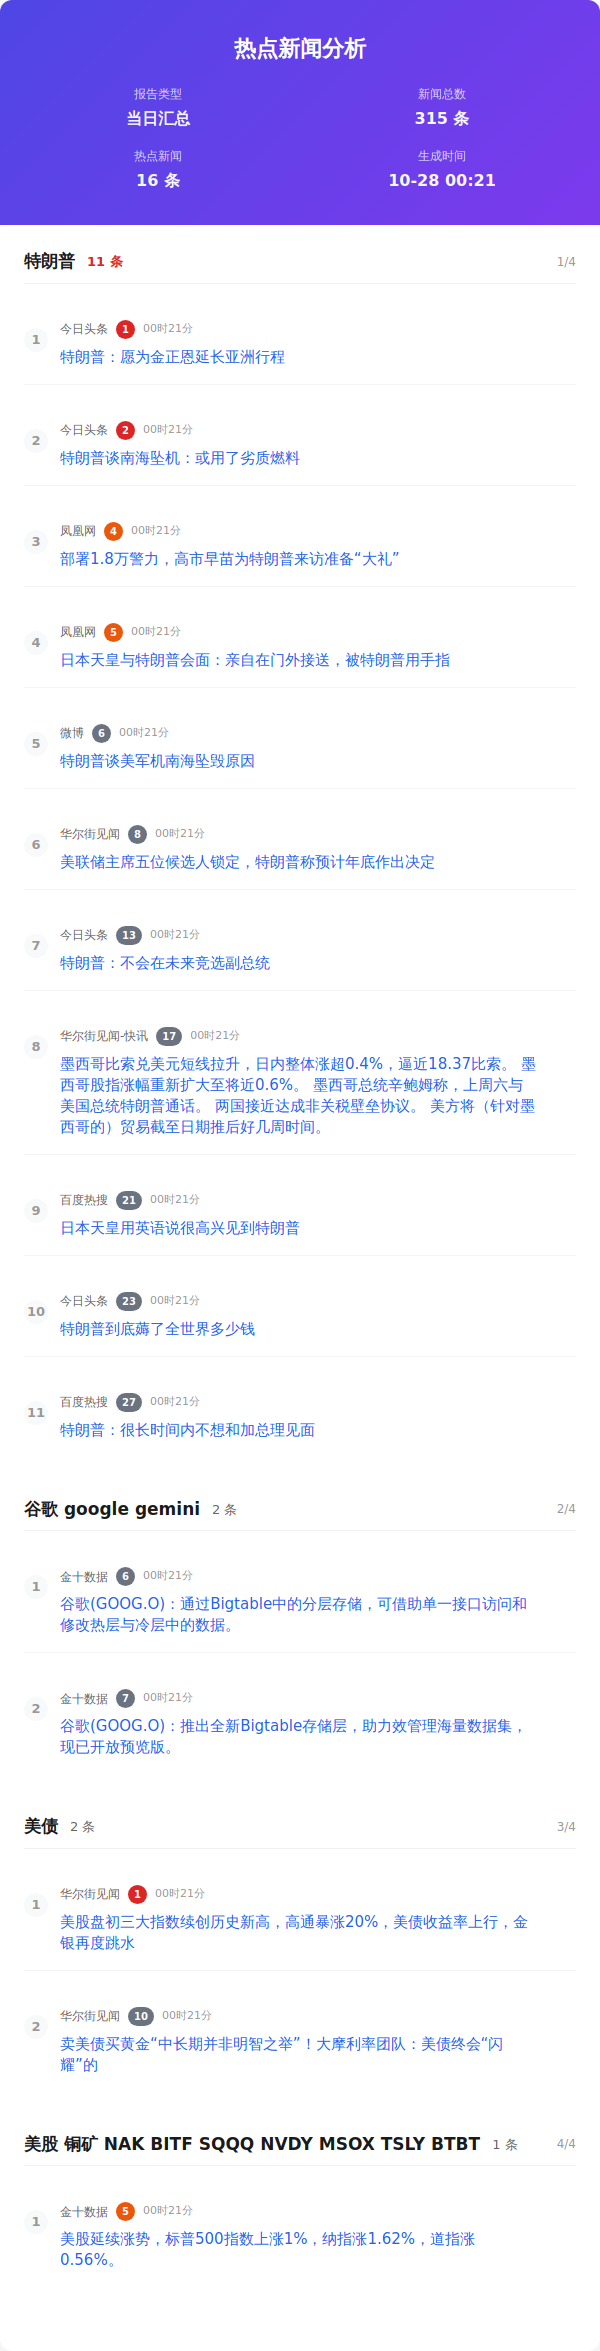 热点新闻分析
报告类型
新闻总数
当日汇总
315 条
热点新闻
生成时间
16 条
10-28 00:21
特朗普 11 条 1/4
1 今日头条 1 00时21分
特朗普：愿为金正恩延长亚洲行程
2 今日头条 2 00时21分
特朗普谈南海坠机：或用了劣质燃料
3 凤凰网 4 00时21分
部署1.8万警力，高市早苗为特朗普来访准备“大礼”
4 凤凰网 5 00时21分
日本天皇与特朗普会面：亲自在门外接送，被特朗普用手指
5 微博 6 00时21分
特朗普谈美军机南海坠毁原因
6 华尔街见闻 8 00时21分
美联储主席五位候选人锁定，特朗普称预计年底作出决定
7 今日头条 13 00时21分
特朗普：不会在未来竞选副总统
8 华尔街见闻-快讯 17 00时21分
墨西哥比索兑美元短线拉升，日内整体涨超0.4%，逼近18.37比索。 墨
西哥股指涨幅重新扩大至将近0.6%。 墨西哥总统辛鲍姆称，上周六与
美国总统特朗普通话。 两国接近达成非关税壁垒协议。 美方将（针对墨
西哥的）贸易截至日期推后好几周时间。
9 百度热搜 21 00时21分
日本天皇用英语说很高兴见到特朗普
10 今日头条 23 00时21分
特朗普到底薅了全世界多少钱
11 百度热搜 27 00时21分
特朗普：很长时间内不想和加总理见面
谷歌 google gemini 2 条 2/4
1 金十数据 6 00时21分
谷歌(GOOG.O)：通过Bigtable中的分层存储，可借助单一接口访问和
修改热层与冷层中的数据。
2 金十数据 7 00时21分
谷歌(GOOG.O)：推出全新Bigtable存储层，助力效管理海量数据集，
现已开放预览版。
美债 2 条 3/4
1 华尔街见闻 1 00时21分
美股盘初三大指数续创历史新高，高通暴涨20%，美债收益率上行，金
银再度跳水
2 华尔街见闻 10 00时21分
卖美债买黄金“中长期并非明智之举”！大摩利率团队：美债终会“闪
耀”的
美股 铜矿 NAK BITF SQQQ NVDY MSOX TSLY BTBT 1 条 4/4
1 金十数据 5 00时21分
美股延续涨势，标普500指数上涨1%，纳指涨1.62%，道指涨
0.56%。